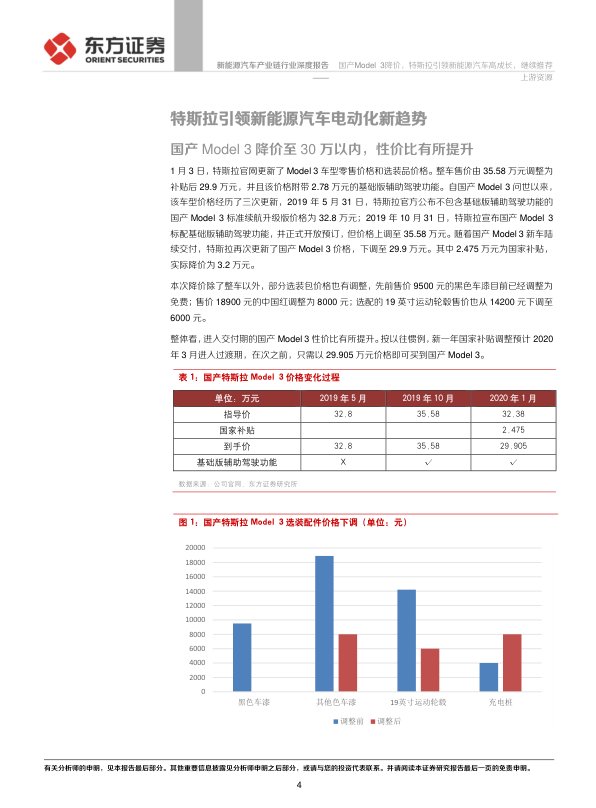 东方证券
ORIENT SECURITIES
新能源汽车产业链行业深度报告 —— 国产Model 3降价，特斯拉引领新能源汽车高成长，继续推荐
上游资源
特斯拉引领新能源汽车电动化新趋势
国产 Model 3 降价至 30 万以内，性价比有所提升
1 月 3 日，特斯拉官网更新了 Model 3 车型零售价格和选装品价格。整车售价由 35.58 万元调整为
补贴后 29.9 万元，并且该价格附带 2.78 万元的基础版辅助驾驶功能。自国产 Model 3 问世以来，
该车型价格经历了三次更新，2019 年 5 月 31 日，特斯拉官方公布不包含基础版辅助驾驶功能的
国产 Model 3 标准续航升级版价格为 32.8 万元；2019 年 10 月 31 日，特斯拉宣布国产 Model 3
标配基础版辅助驾驶功能，并正式开放预订，但价格上调至 35.58 万元。随着国产 Model 3 新车陆
续交付，特斯拉再次更新了国产 Model 3 价格，下调至 29.9 万元。其中 2.475 万元为国家补贴，
实际降价为 3.2 万元。
本次降价除了整车以外，部分选装包价格也有调整，先前售价 9500 元的黑色车漆目前已经调整为
免费；售价 18900 元的中国红调整为 8000 元；选配的 19 英寸运动轮毂售价也从 14200 元下调至
6000 元。
整体看，进入交付期的国产 Model 3 性价比有所提升。按以往惯例，新一年国家补贴调整预计 2020
年 3 月进入过渡期，在次之前，只需以 29.905 万元价格即可买到国产 Model 3。
表 1：国产特斯拉 Model 3 价格变化过程
单位：万元 2019 年 5 月 2019 年 10 月 2020 年 1 月
指导价 32.8 35.58 32.38
国家补贴 2.475
到手价 32.8 35.58 29.905
基础版辅助驾驶功能 X √ √
数据来源：公司官网、东方证券研究所
图 1：国产特斯拉 Model 3 选装配件价格下调（单位：元）
20000
18000
16000
14000
12000
10000
8000
6000
4000
2000
0
黑色车漆 其他色车漆 19英寸运动轮毂 充电桩
调整前 调整后
有关分析师的申明，见本报告最后部分。其他重要信息披露见分析师申明之后部分，或请与您的投资代表联系。并请阅读本证券研究报告最后一页的免责申明。
4